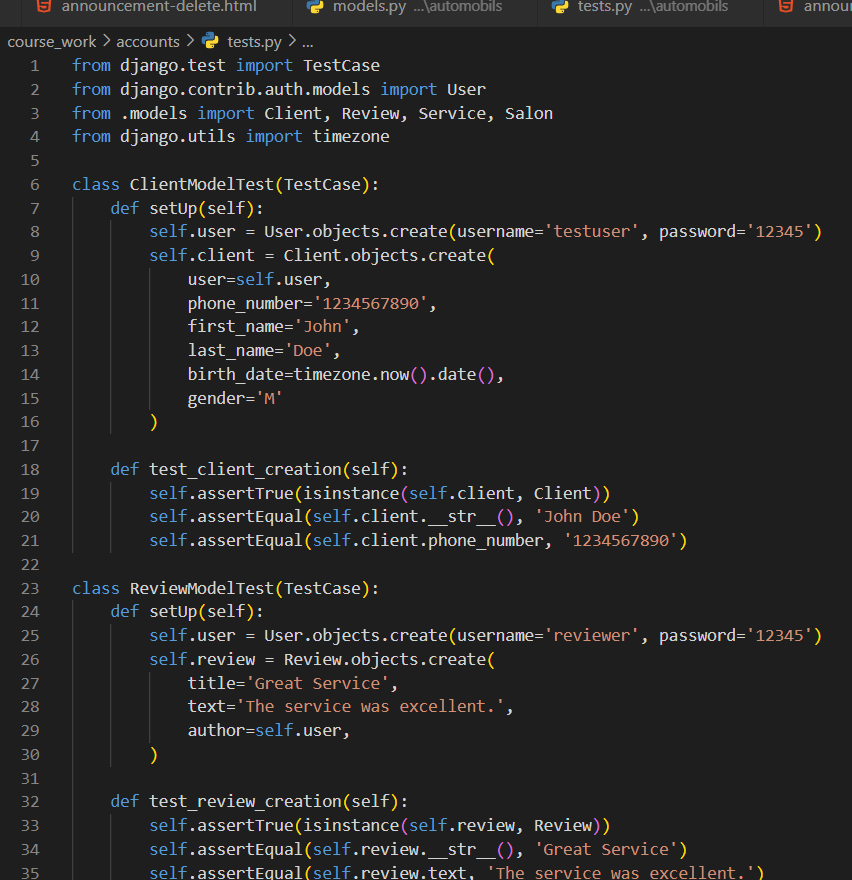 announcement-delete.html models.py ...\automobils tests.py ...\automobils annou
course_work > accounts > tests.py > ...
1 from django.test import TestCase
2 from django.contrib.auth.models import User
3 from .models import Client, Review, Service, Salon
4 from django.utils import timezone
5
6 class ClientModelTest(TestCase):
7 def setUp(self):
8 self.user = User.objects.create(username='testuser', password='12345')
9 self.client = Client.objects.create(
10 user=self.user,
11 phone_number='1234567890',
12 first_name='John',
13 last_name='Doe',
14 birth_date=timezone.now().date(),
15 gender='M'
16 )
17
18 def test_client_creation(self):
19 self.assertTrue(isinstance(self.client, Client))
20 self.assertEqual(self.client.__str__(), 'John Doe')
21 self.assertEqual(self.client.phone_number, '1234567890')
22
23 class ReviewModelTest(TestCase):
24 def setUp(self):
25 self.user = User.objects.create(username='reviewer', password='12345')
26 self.review = Review.objects.create(
27 title='Great Service',
28 text='The service was excellent.',
29 author=self.user,
30 )
31
32 def test_review_creation(self):
33 self.assertTrue(isinstance(self.review, Review))
34 self.assertEqual(self.review.__str__(), 'Great Service')
35 self.assertEqual(self.review.text, 'The service was excellent.')